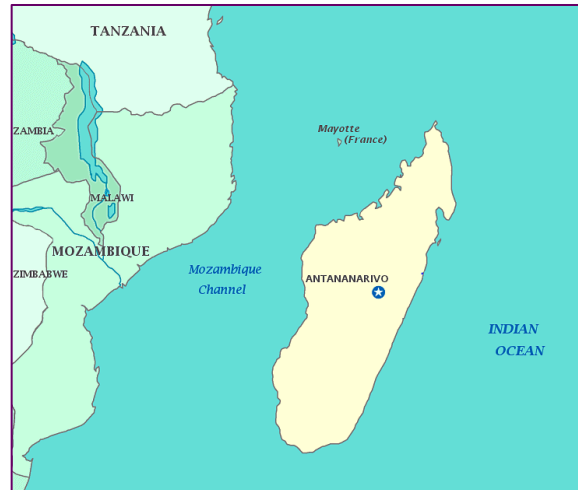 TANZANIA
ZAMBIA
Mayotte
(France)
MALAWI
MOZAMBIQUE
ZIMBABWE
Mozambique
Channel
ANTANANARIVO
INDIAN
OCEAN